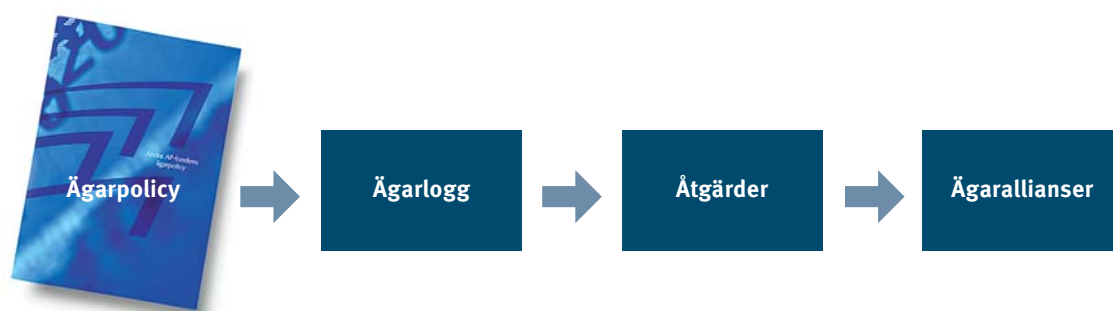 Andra AP-fondens
ägarpolicy
Ägarpolicy
Ägarlogg
Åtgärder
Ägarallianser